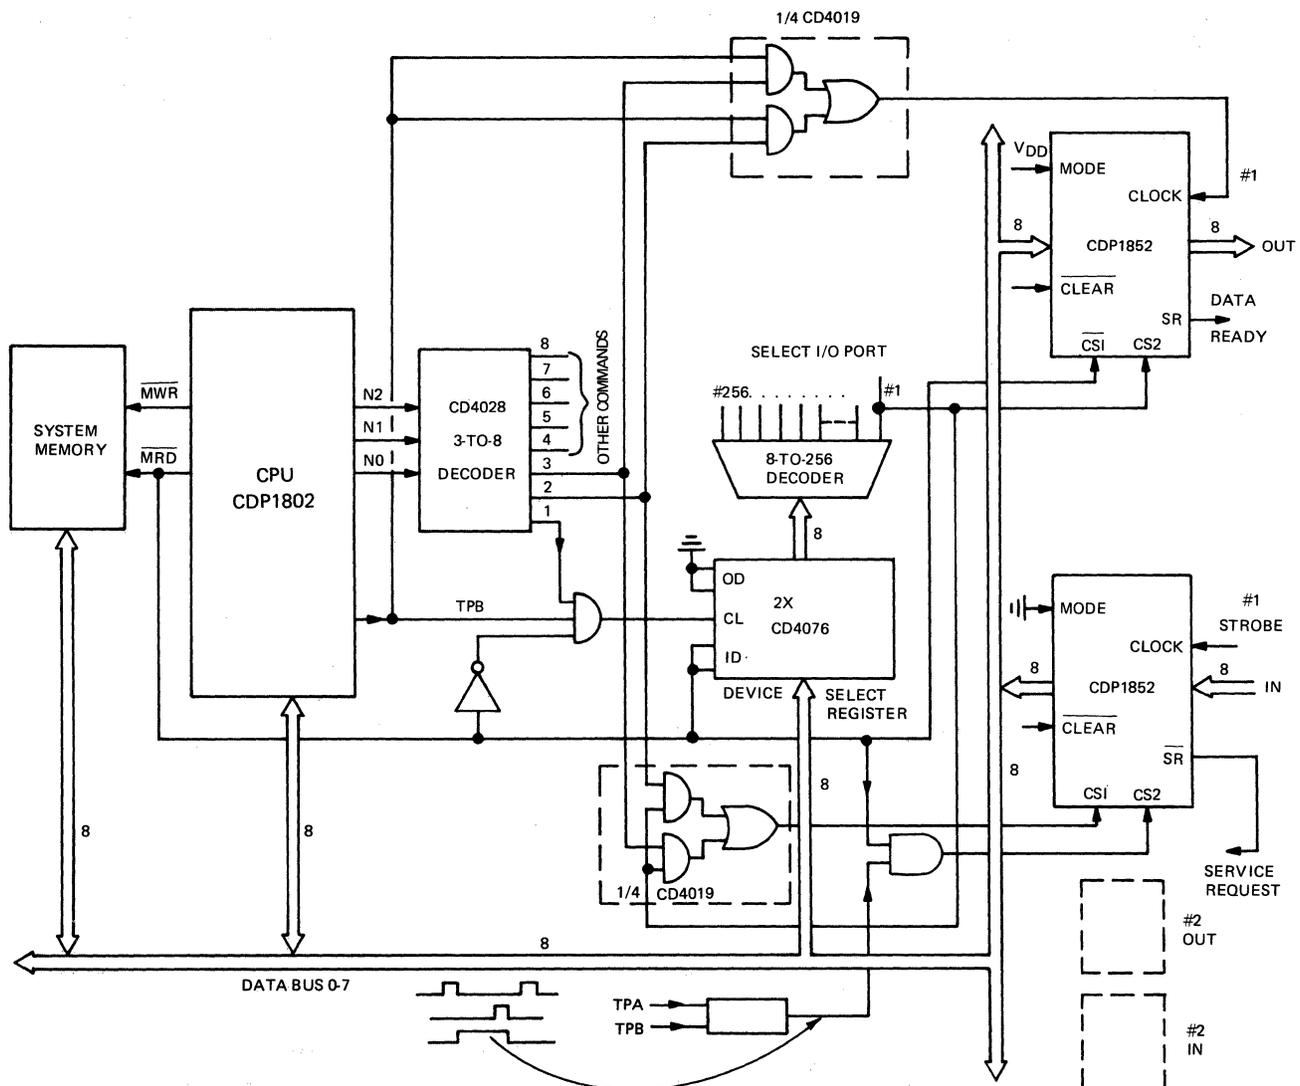 1/4 CD4019
VDD
MODE
CLOCK
#1
8
CDP1852
8
OUT
CLEAR
SR
DATA
READY
CSI
CS2
SYSTEM
MEMORY
MWR
MRD
CPU
CDP1802
N2
N1
N0
CD4028
3-TO-8
DECODER
8
7
6
5
4
3
2
1
OTHER COMMANDS
SELECT I/O PORT
#256. . . . . . . .
#1
8-TO-256
DECODER
8
TPB
OD
CL
ID
2X
CD4076
DEVICE SELECT
REGISTER
MODE
#1
STROBE
CLOCK
8
CDP1852
8
IN
CLEAR
SR
CSI
CS2
8
8
8
8
1/4 CD4019
SERVICE
REQUEST
8
DATA BUS 0-7
TPA
TPB
#2
OUT
#2
IN